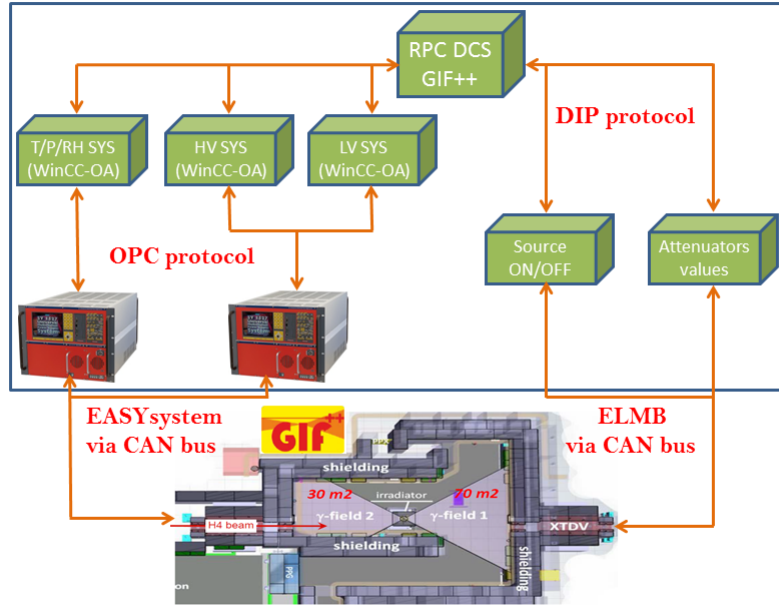 RPC DCS
GIF++
DIP protocol
T/P/RH SYS
(WinCC-OA)
HV SYS
(WinCC-OA)
LV SYS
(WinCC-OA)
OPC protocol
Source
ON/OFF
Attenuators
values
EASYsystem
via CAN bus
GIF++
ELMB
via CAN bus
shielding
30 m2
irradiator
70 m2
γ-field 2
γ-field 1
H4 beam
XTDV
shielding
shielding
PPG